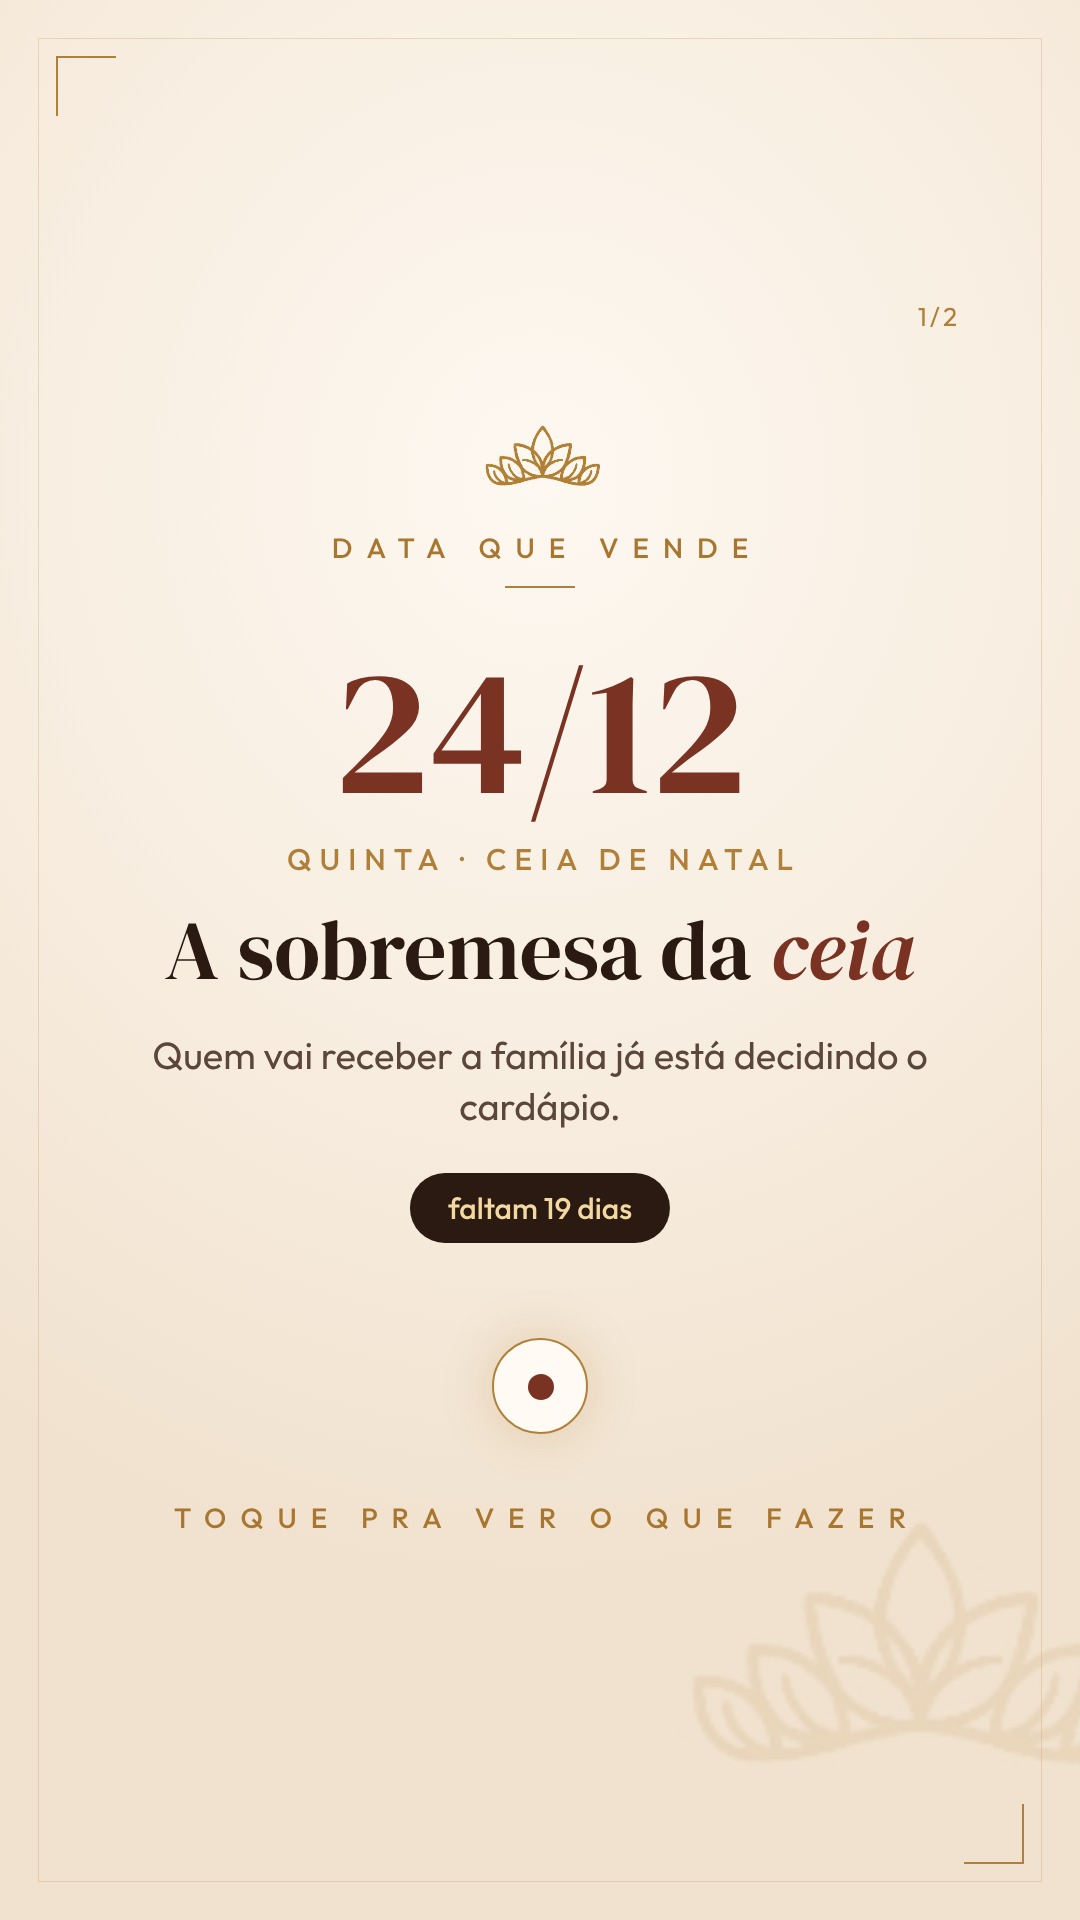 1/2
DATA QUE VENDE
24/12
QUINTA · CEIA DE NATAL
A sobremesa da ceia
Quem vai receber a família já está decidindo o
cardápio.
faltam 19 dias
TOQUE PRA VER O QUE FAZER